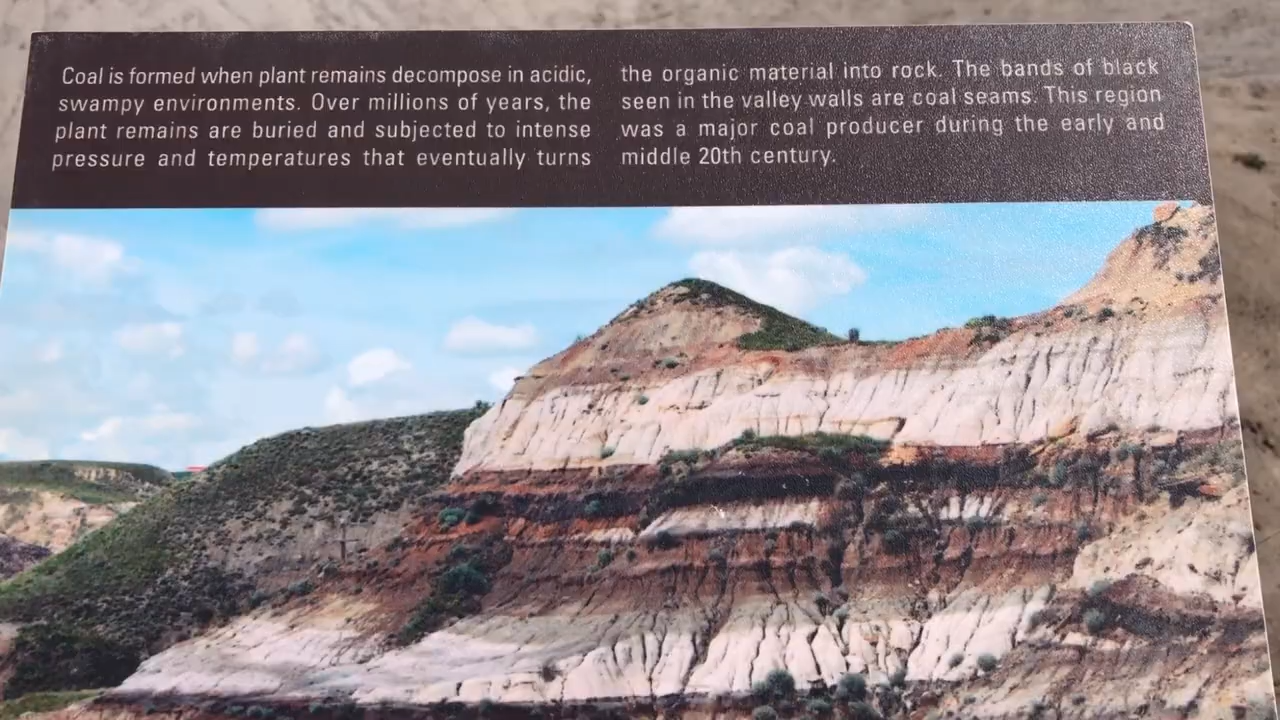 Coal is formed when plant remains decompose in acidic,
swampy environments. Over millions of years, the
plant remains are buried and subjected to intense
pressure and temperatures that eventually turns
the organic material into rock. The bands of black
seen in the valley walls are coal seams. This region
was a major coal producer during the early and
middle 20th century.